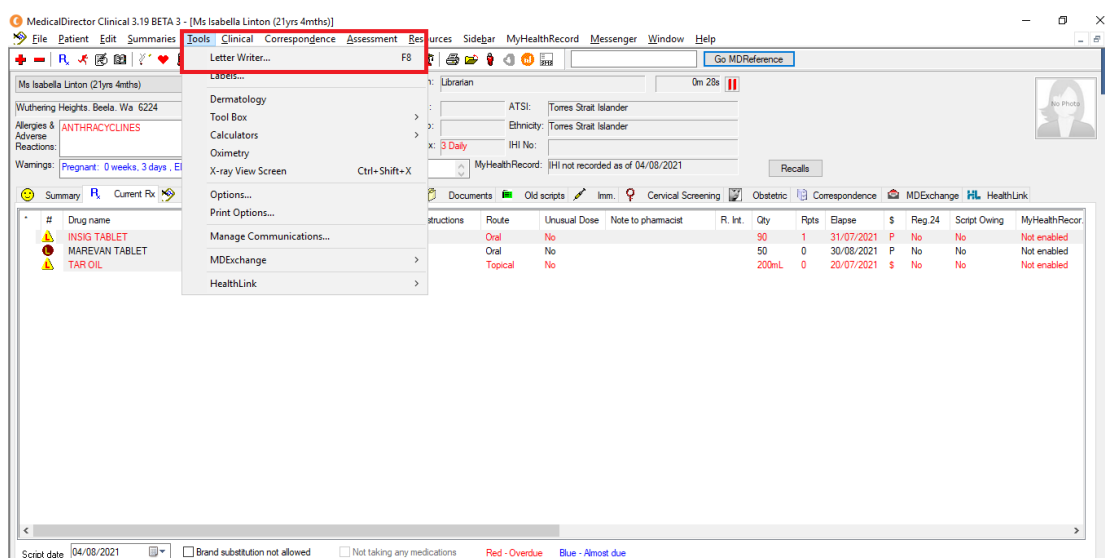 MedicalDirector Clinical 3.19 BETA 3 - [Ms Isabella Linton (21yrs 4mths)]
File Patient Edit Summaries Tools Clinical Correspondence Assessment Resources Sidebar MyHealthRecord Messenger Window Help
Letter Writer... F8
Go MDReference
Ms Isabella Linton (21yrs 4mths)
Labels...
Librarian
0m 28s
Wuthering Heights. Beela. Wa 6224
Dermatology
ATSI: Torres Strait Islander
No Photo
Allergies & Adverse Reactions:
ANTHRACYCLINES
Tool Box
Ethnicity: Torres Strait Islander
Calculators
3 Daily
IHI No:
Oximetry
Warnings: Pregnant: 0 weeks, 3 days , El
X-ray View Screen Ctrl+Shift+X
MyHealthRecord: IHI not recorded as of 04/08/2021
Recalls
Summary Current Rx
Options...
Documents Old scripts Imm. Cervical Screening Obstetric Correspondence MDExchange HealthLink
Print Options...
* # Drug name
structions Route Unusual Dose Note to pharmacist R. Int. Qty Rpts Elapse $ Reg.24 Script Owing MyHealthRecor.
INSIG TABLET
Manage Communications...
Oral No 90 1 31/07/2021 P No No Not enabled
MAREVAN TABLET
Oral No 50 0 30/08/2021 P No No Not enabled
TAR OIL
MDExchange
Topical No 200mL 0 20/07/2021 $ No No Not enabled
HealthLink
Script date 04/08/2021 Brand substitution not allowed Not taking any medications Red - Overdue Blue - Almost due